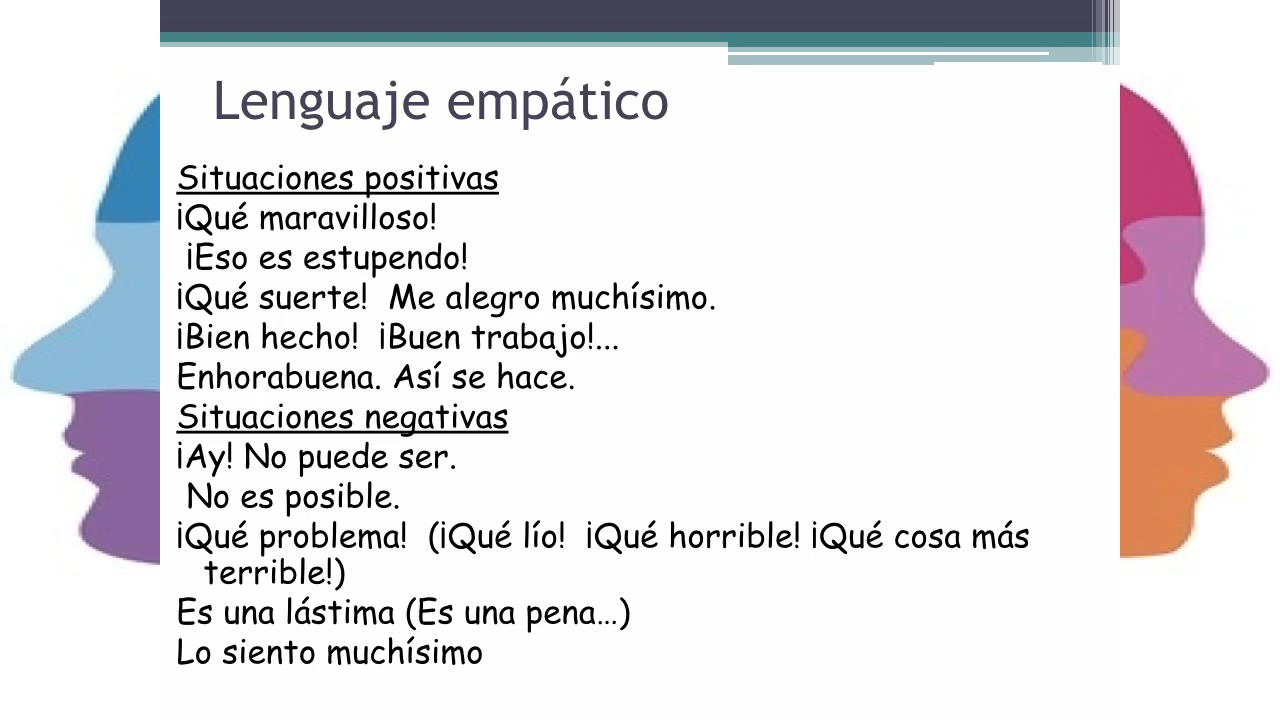 Lenguaje empático
Situaciones positivas
¡Qué maravilloso!
¡Eso es estupendo!
¡Qué suerte!  Me alegro muchísimo.
¡Bien hecho!  ¡Buen trabajo!...
Enhorabuena. Así se hace.
Situaciones negativas
¡Ay! No puede ser.
No es posible.
¡Qué problema!  (¡Qué lío!  ¡Qué horrible! ¡Qué cosa más
terrible!)
Es una lástima (Es una pena…)
Lo siento muchísimo